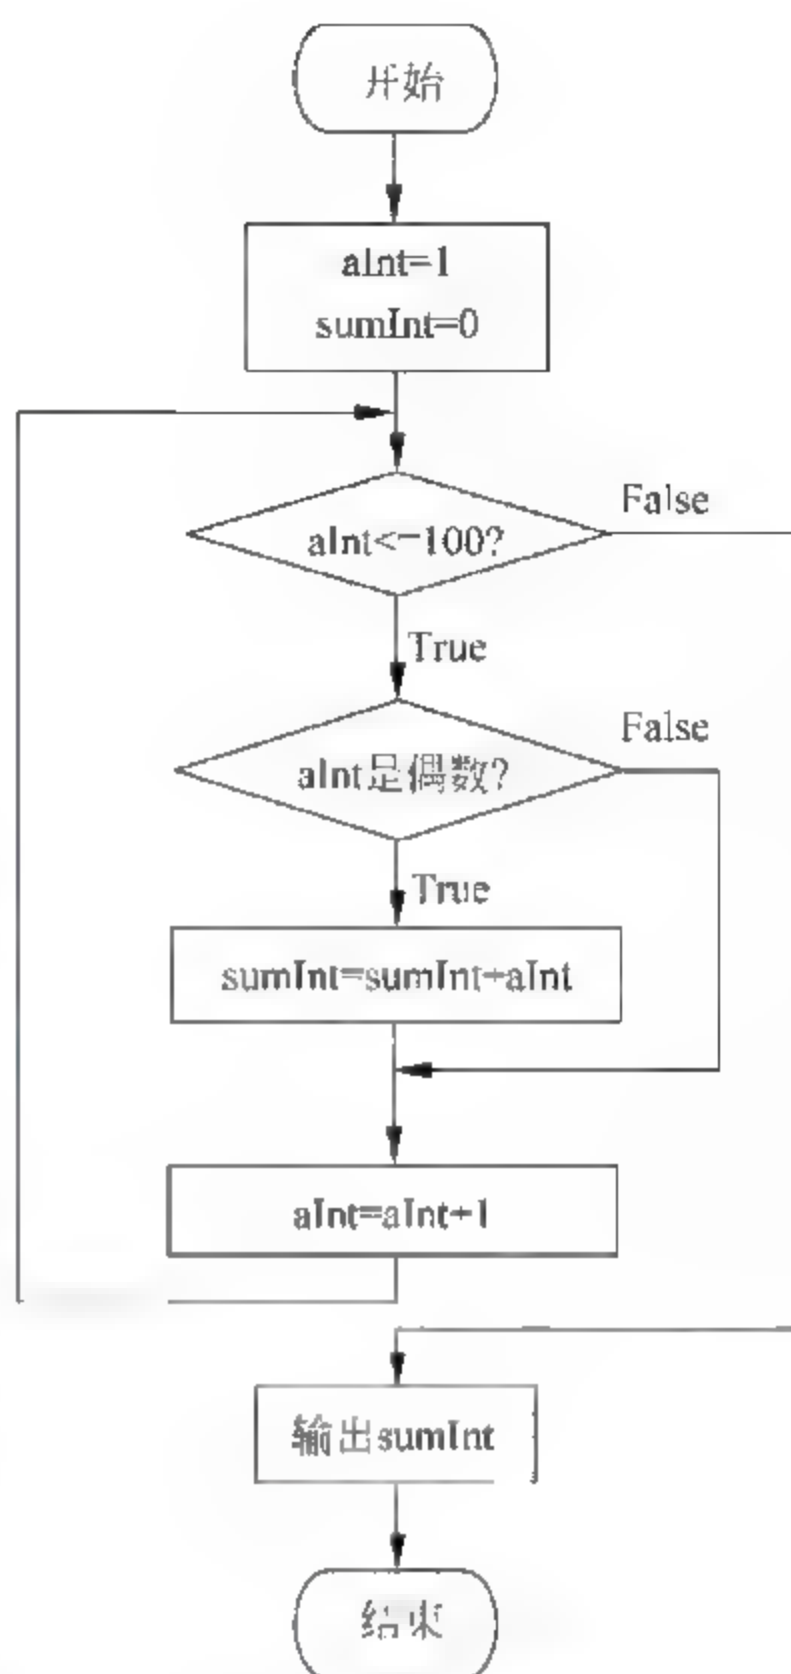 开始
aInt=1
sumInt=0
False
aInt<=100?
True
False
aInt是偶数?
True
sumInt=sumInt+aInt
aInt=aInt+1
输出sumInt
结束